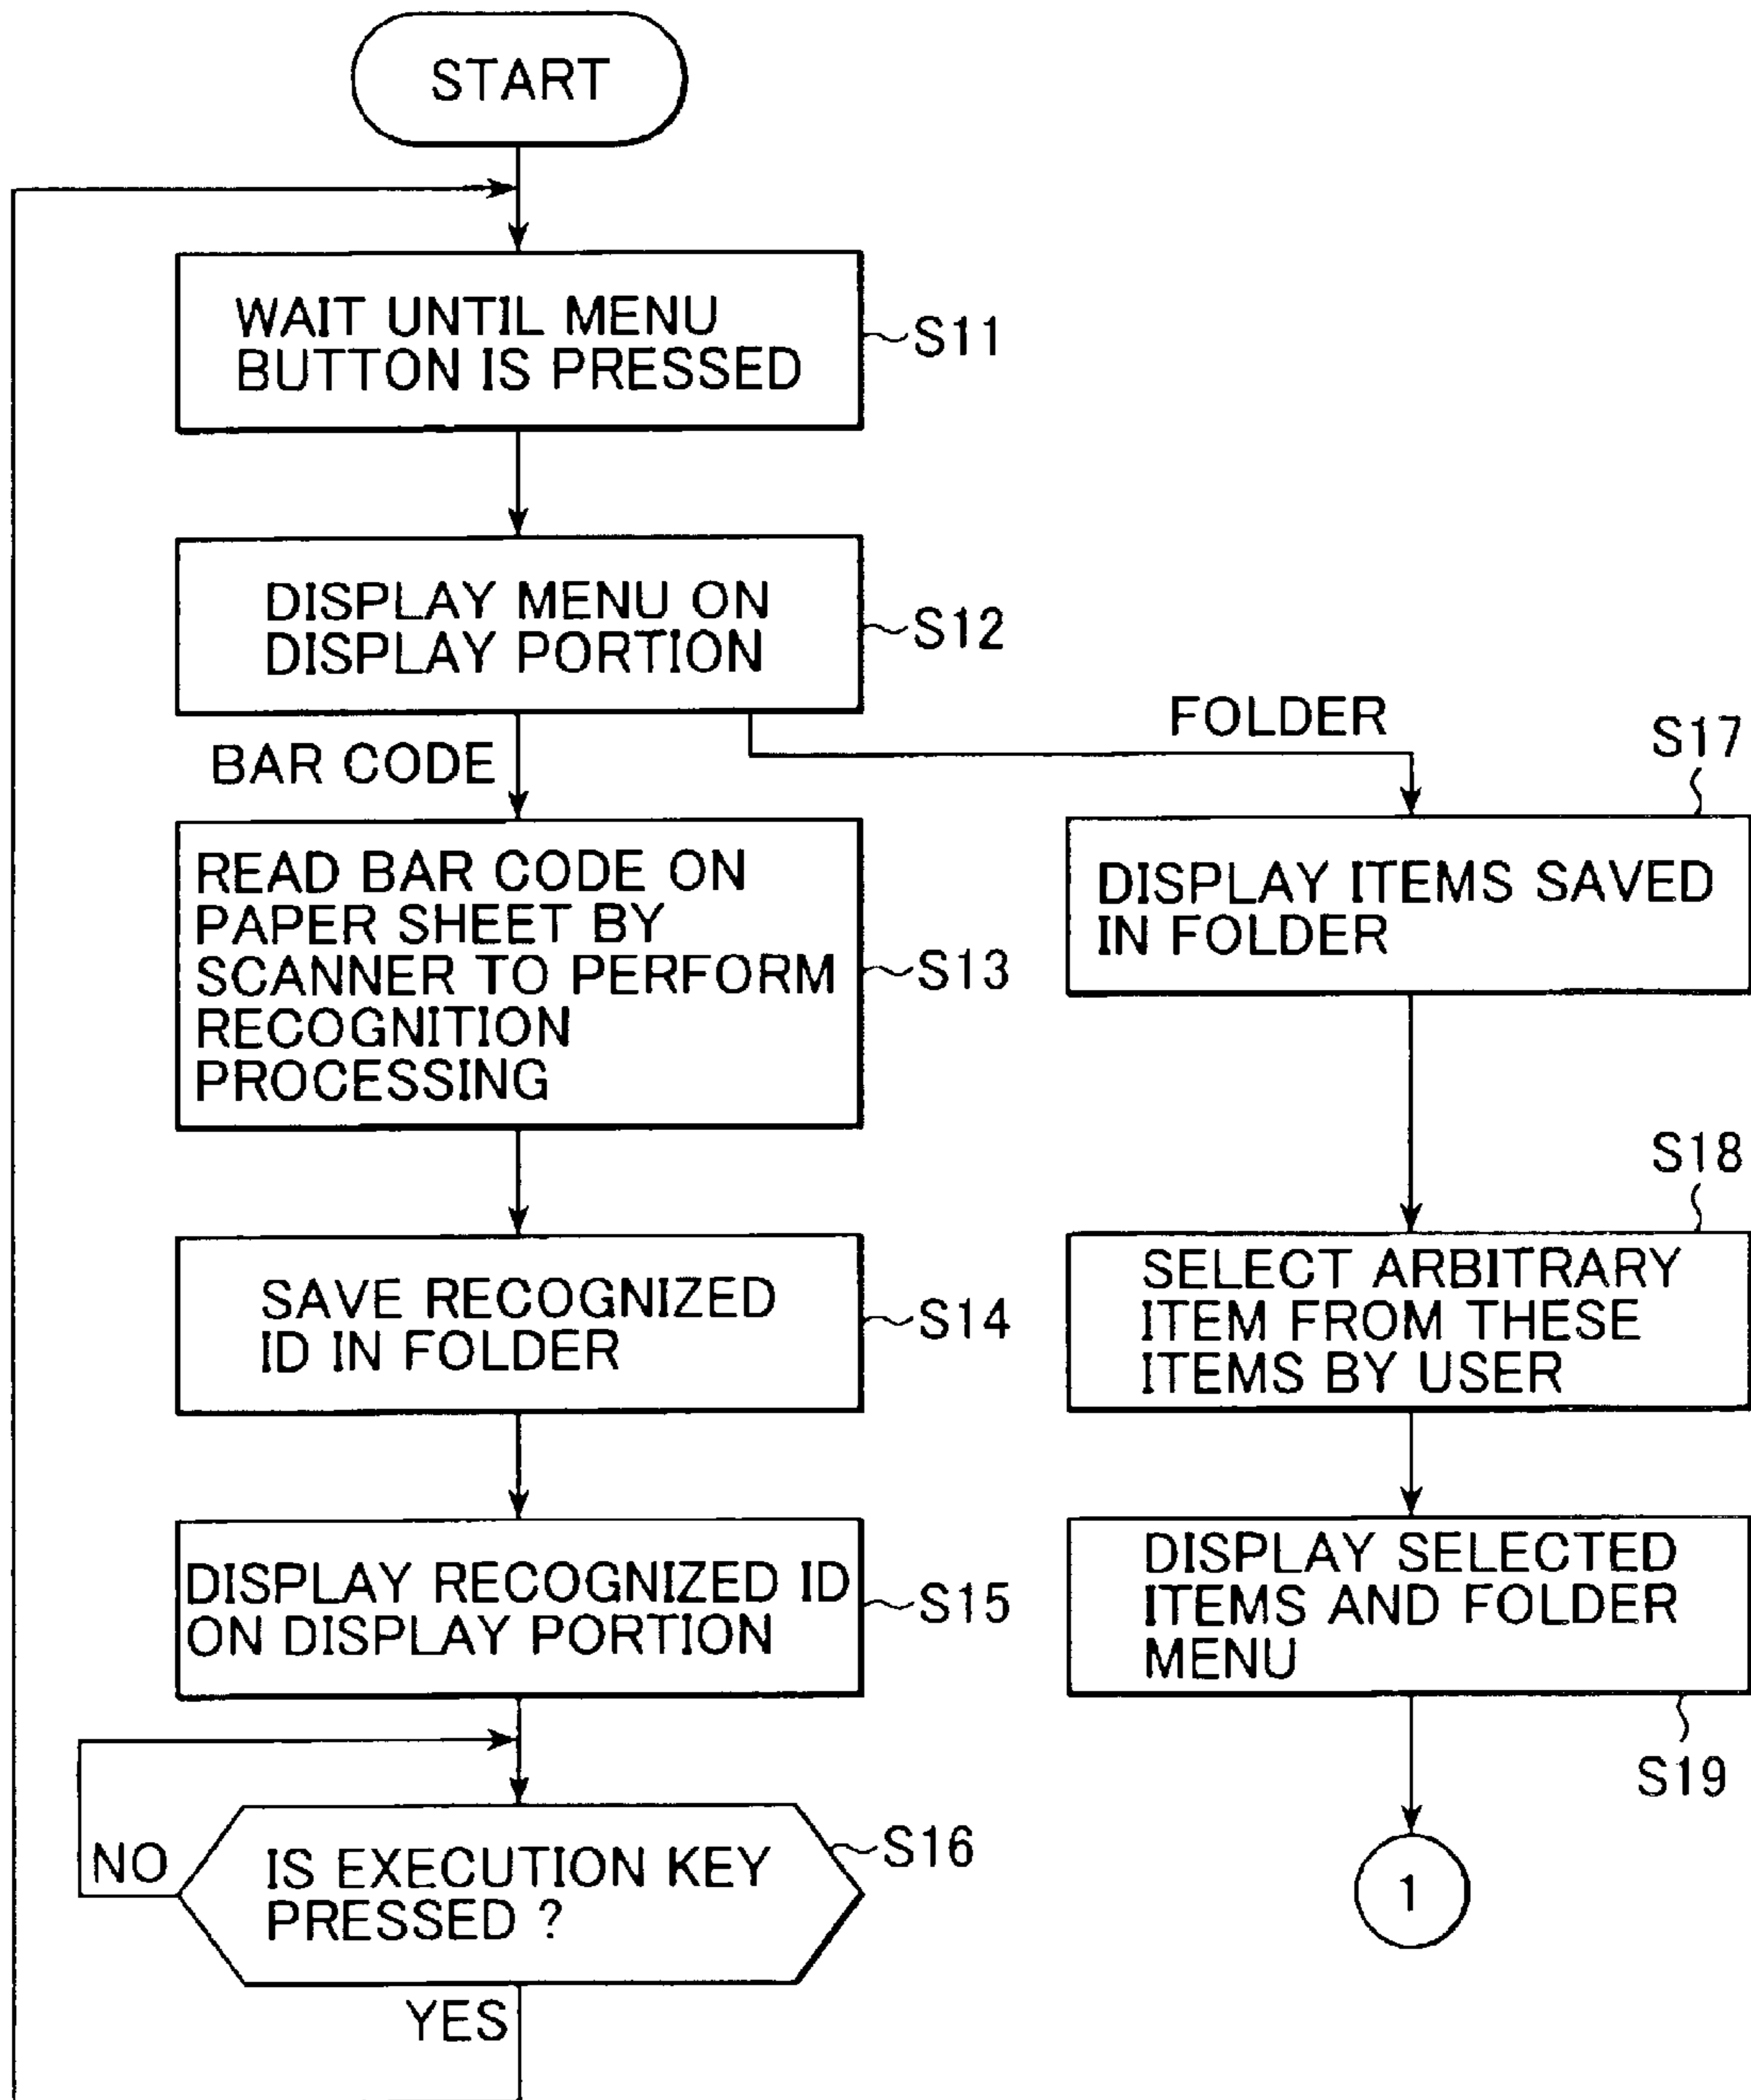 START
WAIT UNTIL MENU
BUTTON IS PRESSED
S11
DISPLAY MENU ON
DISPLAY PORTION
S12
BAR CODE
FOLDER
READ BAR CODE ON
PAPER SHEET BY
SCANNER TO PERFORM
RECOGNITION
PROCESSING
S13
SAVE RECOGNIZED
ID IN FOLDER
S14
DISPLAY RECOGNIZED ID
ON DISPLAY PORTION
S15
IS EXECUTION KEY
PRESSED ?
S16
NO
YES
S17
DISPLAY ITEMS SAVED
IN FOLDER
S18
SELECT ARBITRARY
ITEM FROM THESE
ITEMS BY USER
DISPLAY SELECTED
ITEMS AND FOLDER
MENU
S19
1